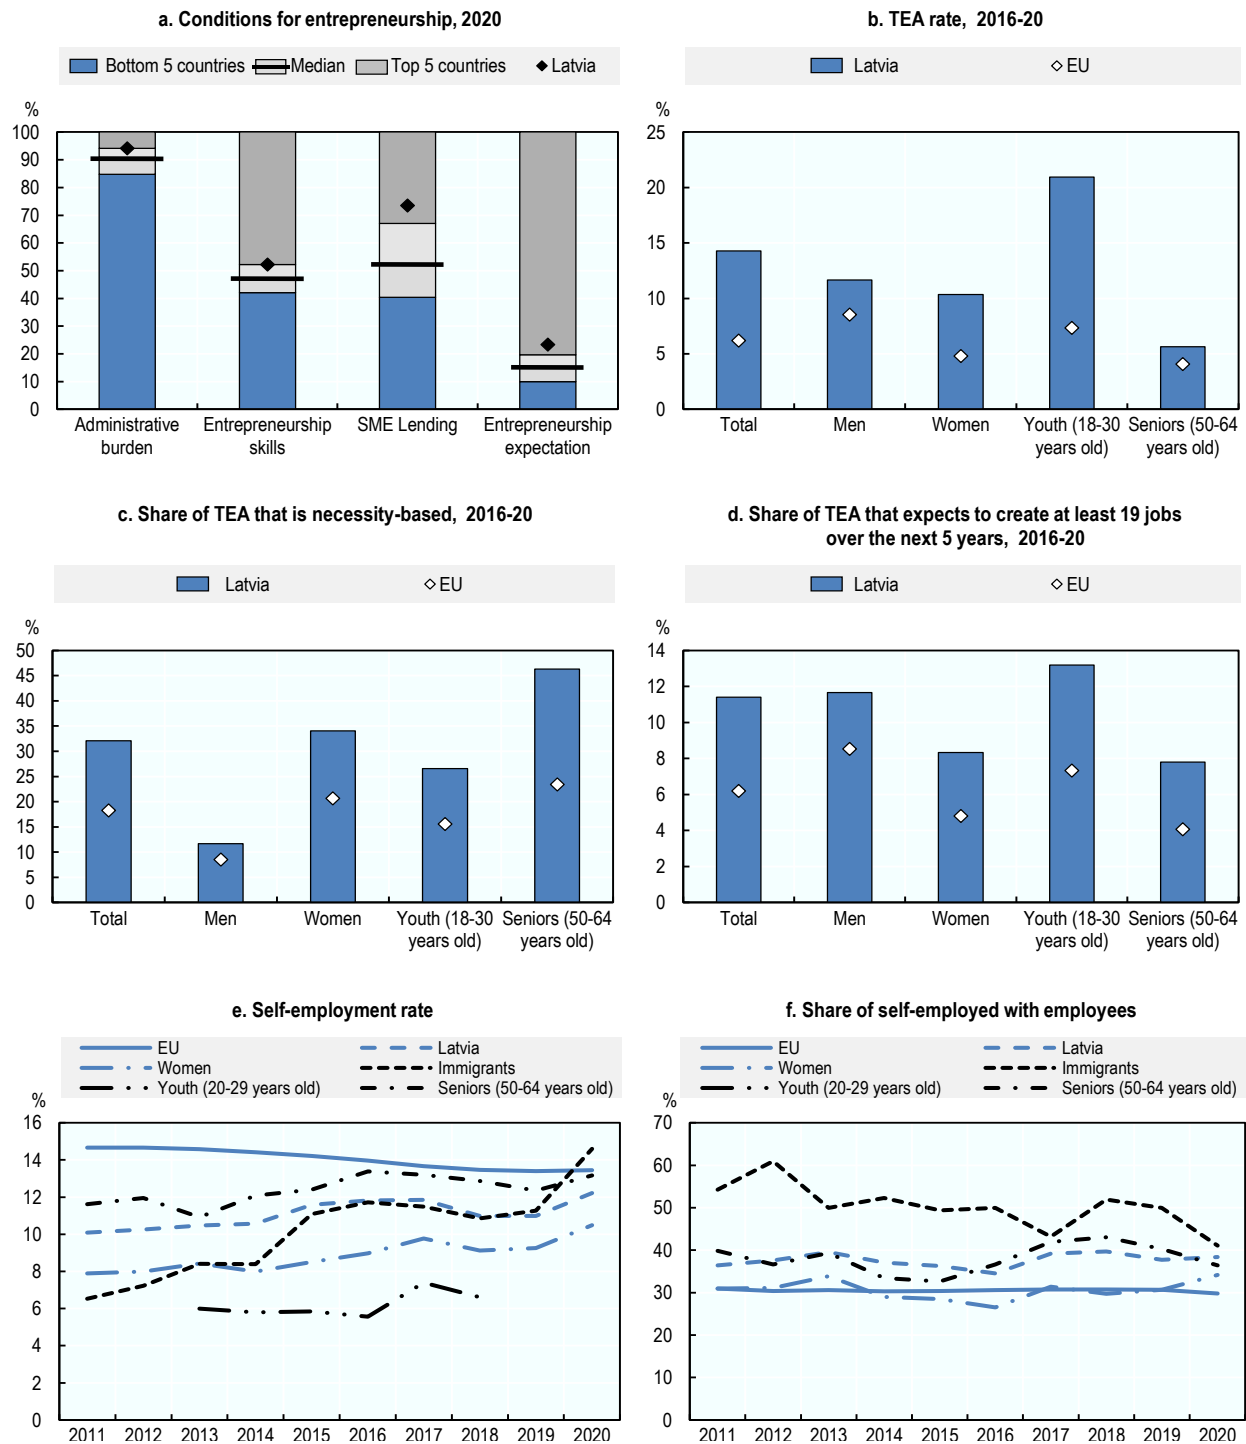 a. Conditions for entrepreneurship, 2020
Bottom 5 countries
Median
Top 5 countries
Latvia
%
100
90
80
70
60
50
40
30
20
10
0
Administrative
burden
Entrepreneurship
skills
SME Lending
Entrepreneurship
expectation
b. TEA rate, 2016-20
Latvia
EU
%
25
20
15
10
5
0
Total
Men
Women
Youth (18-30
years old)
Seniors (50-64
years old)
c. Share of TEA that is necessity-based, 2016-20
Latvia
EU
%
50
45
40
35
30
25
20
15
10
5
0
Total
Men
Women
Youth (18-30
years old)
Seniors (50-64
years old)
d. Share of TEA that expects to create at least 19 jobs
over the next 5 years, 2016-20
Latvia
EU
%
14
12
10
8
6
4
2
0
Total
Men
Women
Youth (18-30
years old)
Seniors (50-64
years old)
e. Self-employment rate
EU
Latvia
Women
Immigrants
Youth (20-29 years old)
Seniors (50-64 years old)
%
16
14
12
10
8
6
4
2
0
2011 2012 2013 2014 2015 2016 2017 2018 2019 2020
f. Share of self-employed with employees
EU
Latvia
Women
Immigrants
Youth (20-29 years old)
Seniors (50-64 years old)
%
70
60
50
40
30
20
10
0
2011 2012 2013 2014 2015 2016 2017 2018 2019 2020